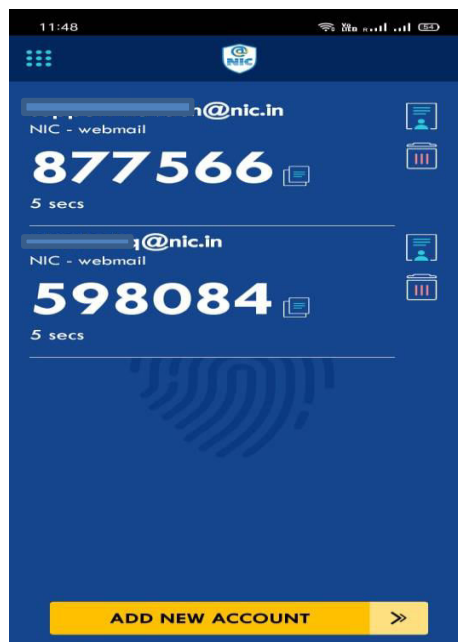 11:48
54
@
NIC
@nic.in
NIC - webmail
877566
5 secs
q@nic.in
NIC - webmail
598084
5 secs
ADD NEW ACCOUNT